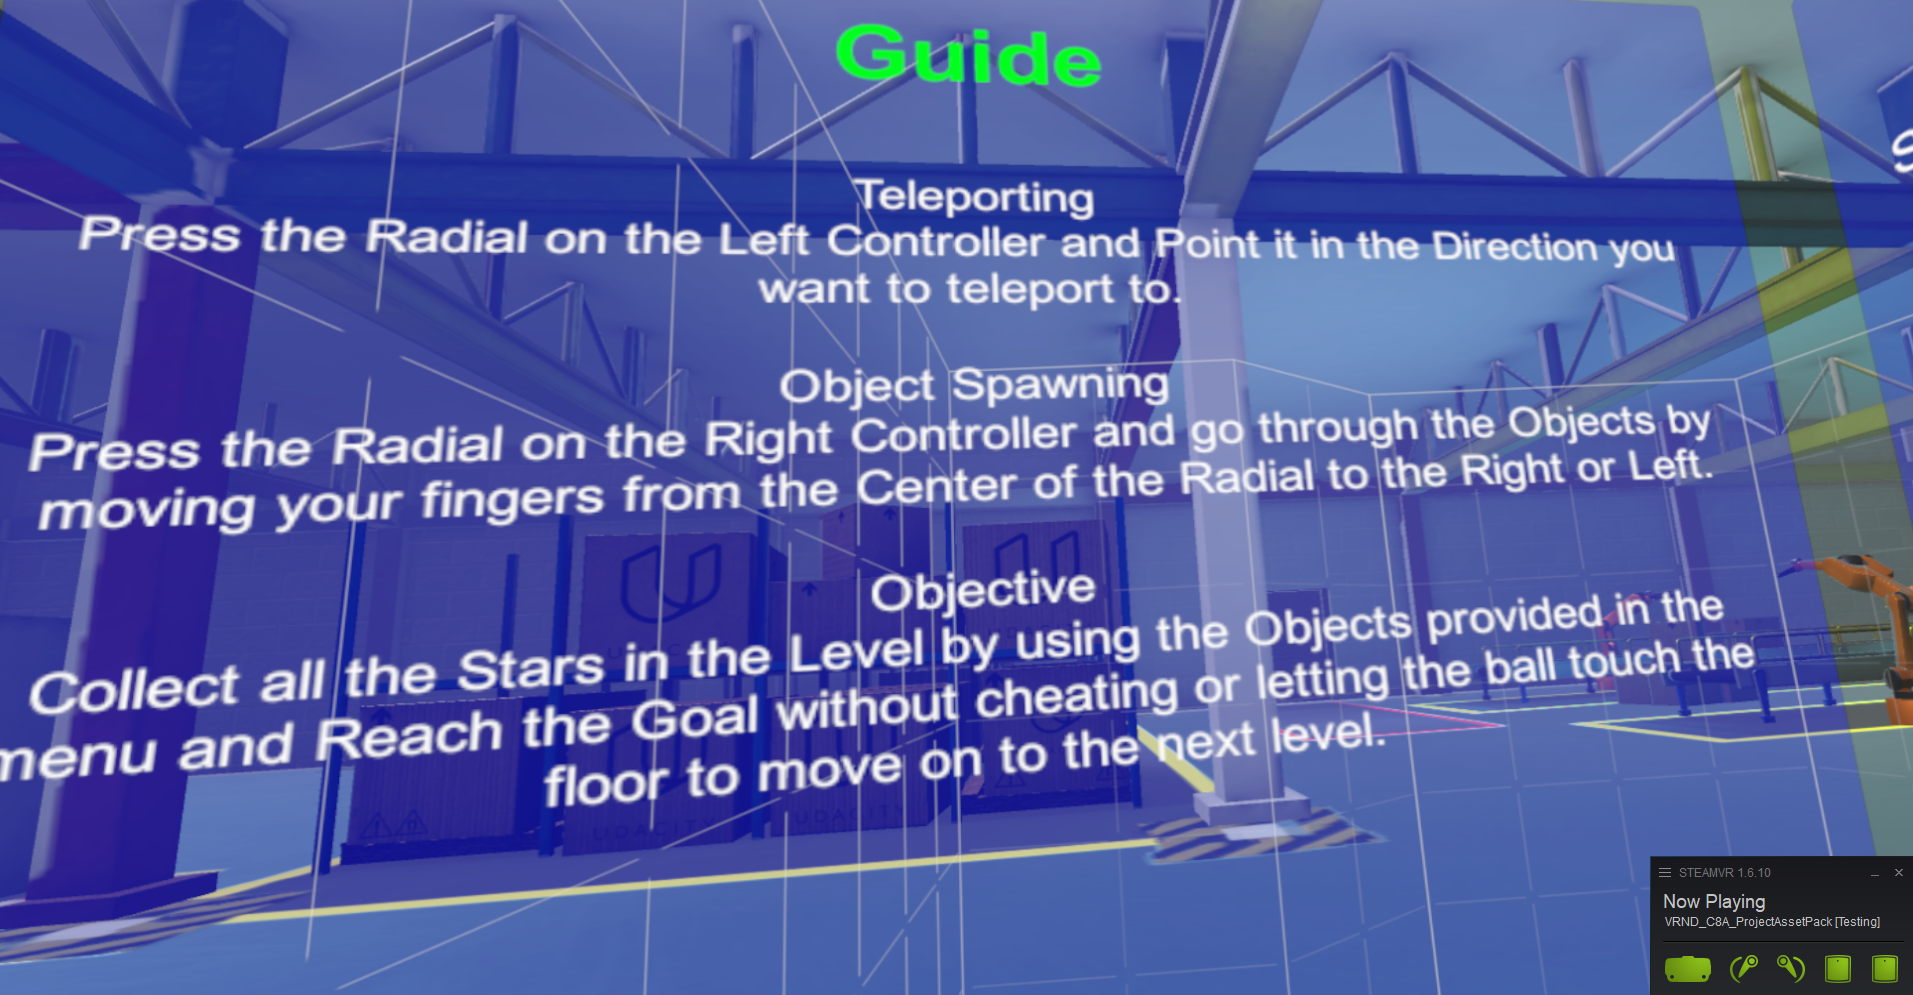 Guide
Teleporting
Press the Radial on the Left Controller and Point it in the Direction you
want to teleport to.
Object Spawning
Press the Radial on the Right Controller and go through the Objects by
moving your fingers from the Center of the Radial to the Right or Left.
Objective
Collect all the Stars in the Level by using the Objects provided in the
menu and Reach the Goal without cheating or letting the ball touch the
floor to move on to the next level.
UDACITY
UDACITY
STEAMVR 1.6.10
Now Playing
VRND_C8A_ProjectAssetPack [Testing]